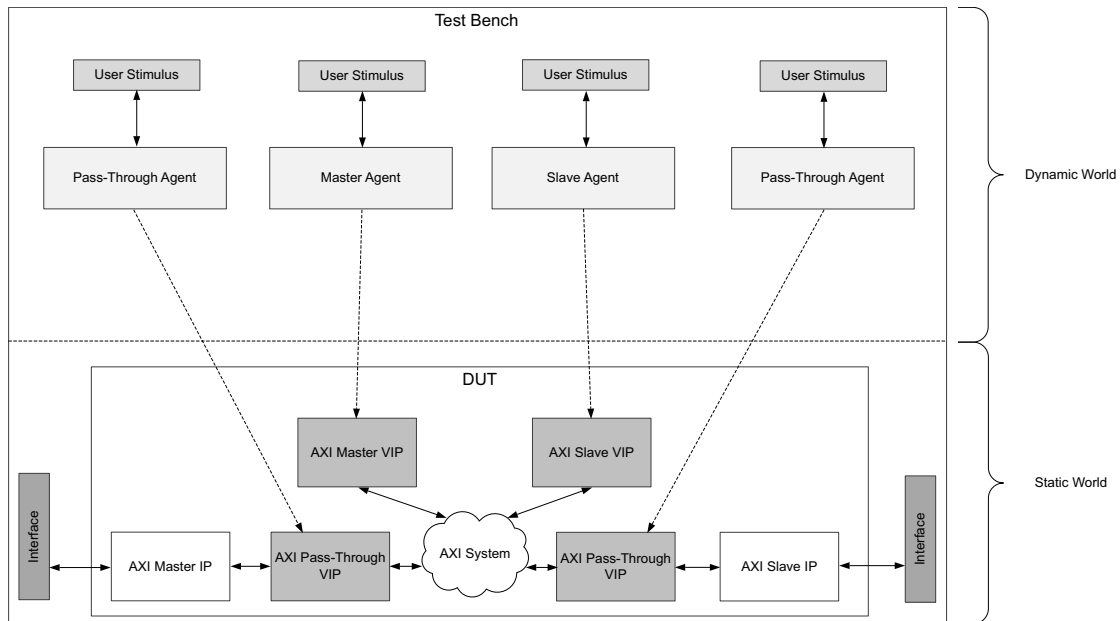 Test Bench
User Stimulus
User Stimulus
User Stimulus
User Stimulus
Pass-Through Agent
Master Agent
Slave Agent
Pass-Through Agent
Dynamic World
DUT
AXI Master VIP
AXI Slave VIP
Static World
Interface
AXI Master IP
AXI Pass-Through
VIP
AXI System
AXI Pass-Through
VIP
AXI Slave IP
Interface